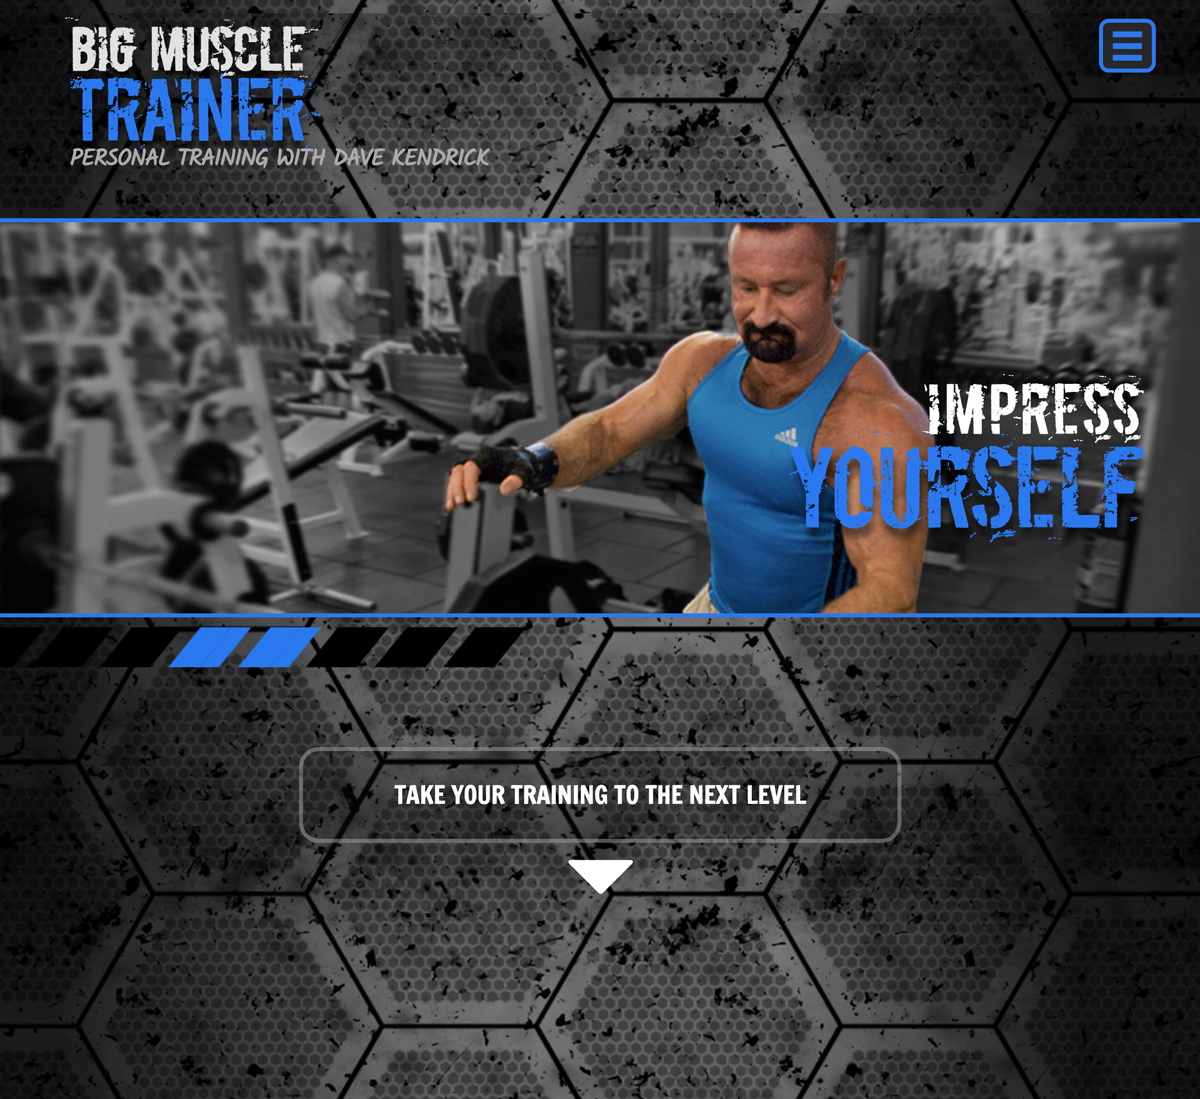 BIG MUSCLE
TRAINER
PERSONAL TRAINING WITH DAVE KENDRICK
IMPRESS
YOURSELF
TAKE YOUR TRAINING TO THE NEXT LEVEL